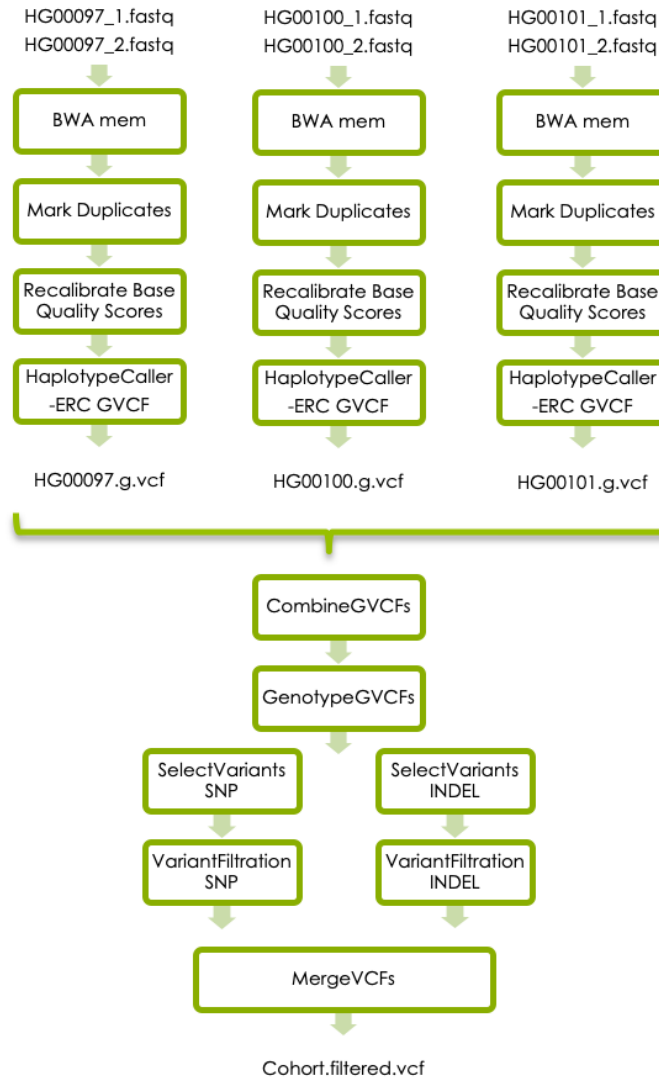 HG00097_1.fastq
HG00097_2.fastq
BWA mem
Mark Duplicates
Recalibrate Base
Quality Scores
HaplotypeCaller
-ERC GVCF
HG00097.g.vcf
HG00100_1.fastq
HG00100_2.fastq
BWA mem
Mark Duplicates
Recalibrate Base
Quality Scores
HaplotypeCaller
-ERC GVCF
HG00100.g.vcf
HG00101_1.fastq
HG00101_2.fastq
BWA mem
Mark Duplicates
Recalibrate Base
Quality Scores
HaplotypeCaller
-ERC GVCF
HG00101.g.vcf
CombineGVCFs
GenotypeGVCFs
SelectVariants
SNP
VariantFiltration
SNP
SelectVariants
INDEL
VariantFiltration
INDEL
MergeVCFs
Cohort.filtered.vcf